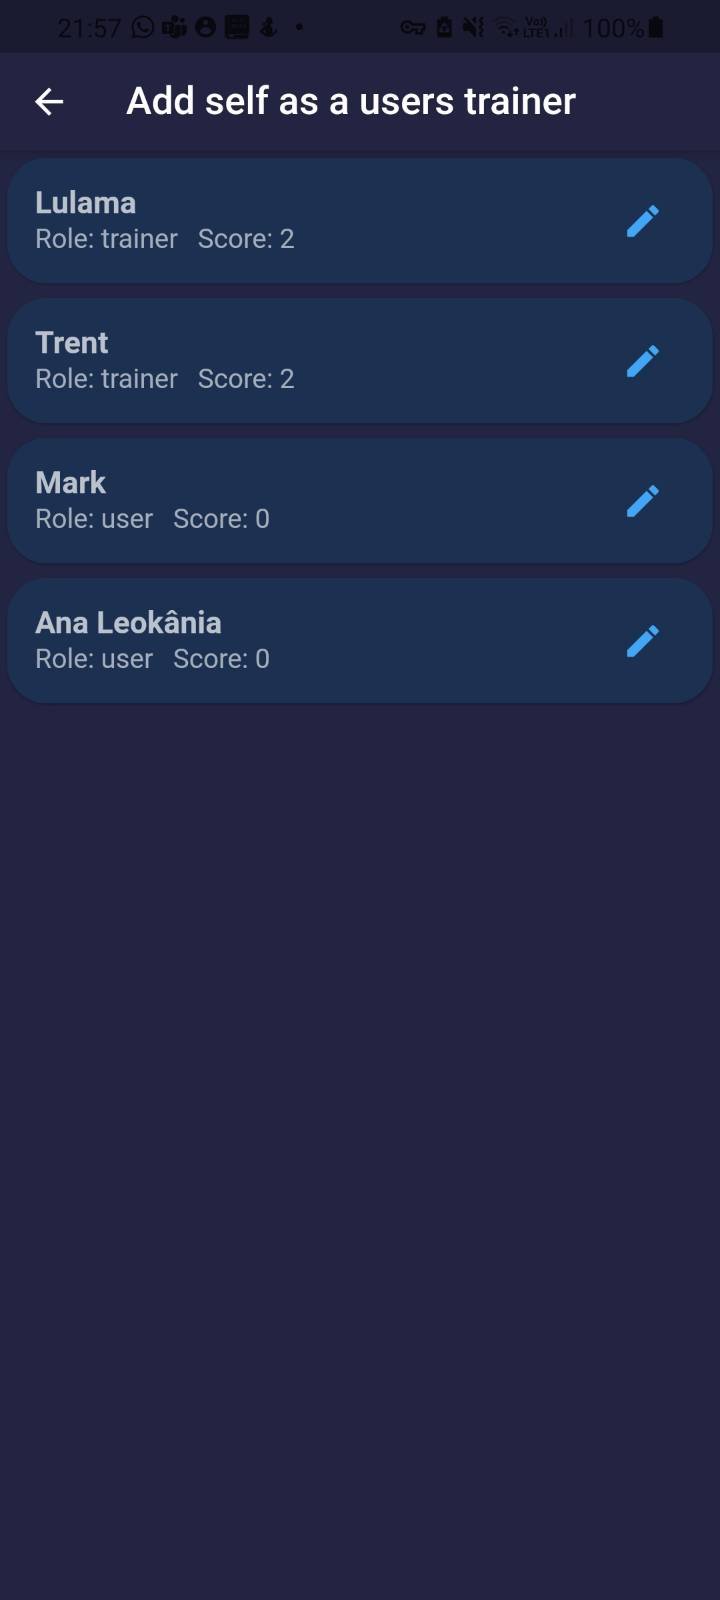 21:57 Vo) LTE1 100%
Add self as a users trainer
Lulama
Role: trainer Score: 2
Trent
Role: trainer Score: 2
Mark
Role: user Score: 0
Ana Leokânia
Role: user Score: 0